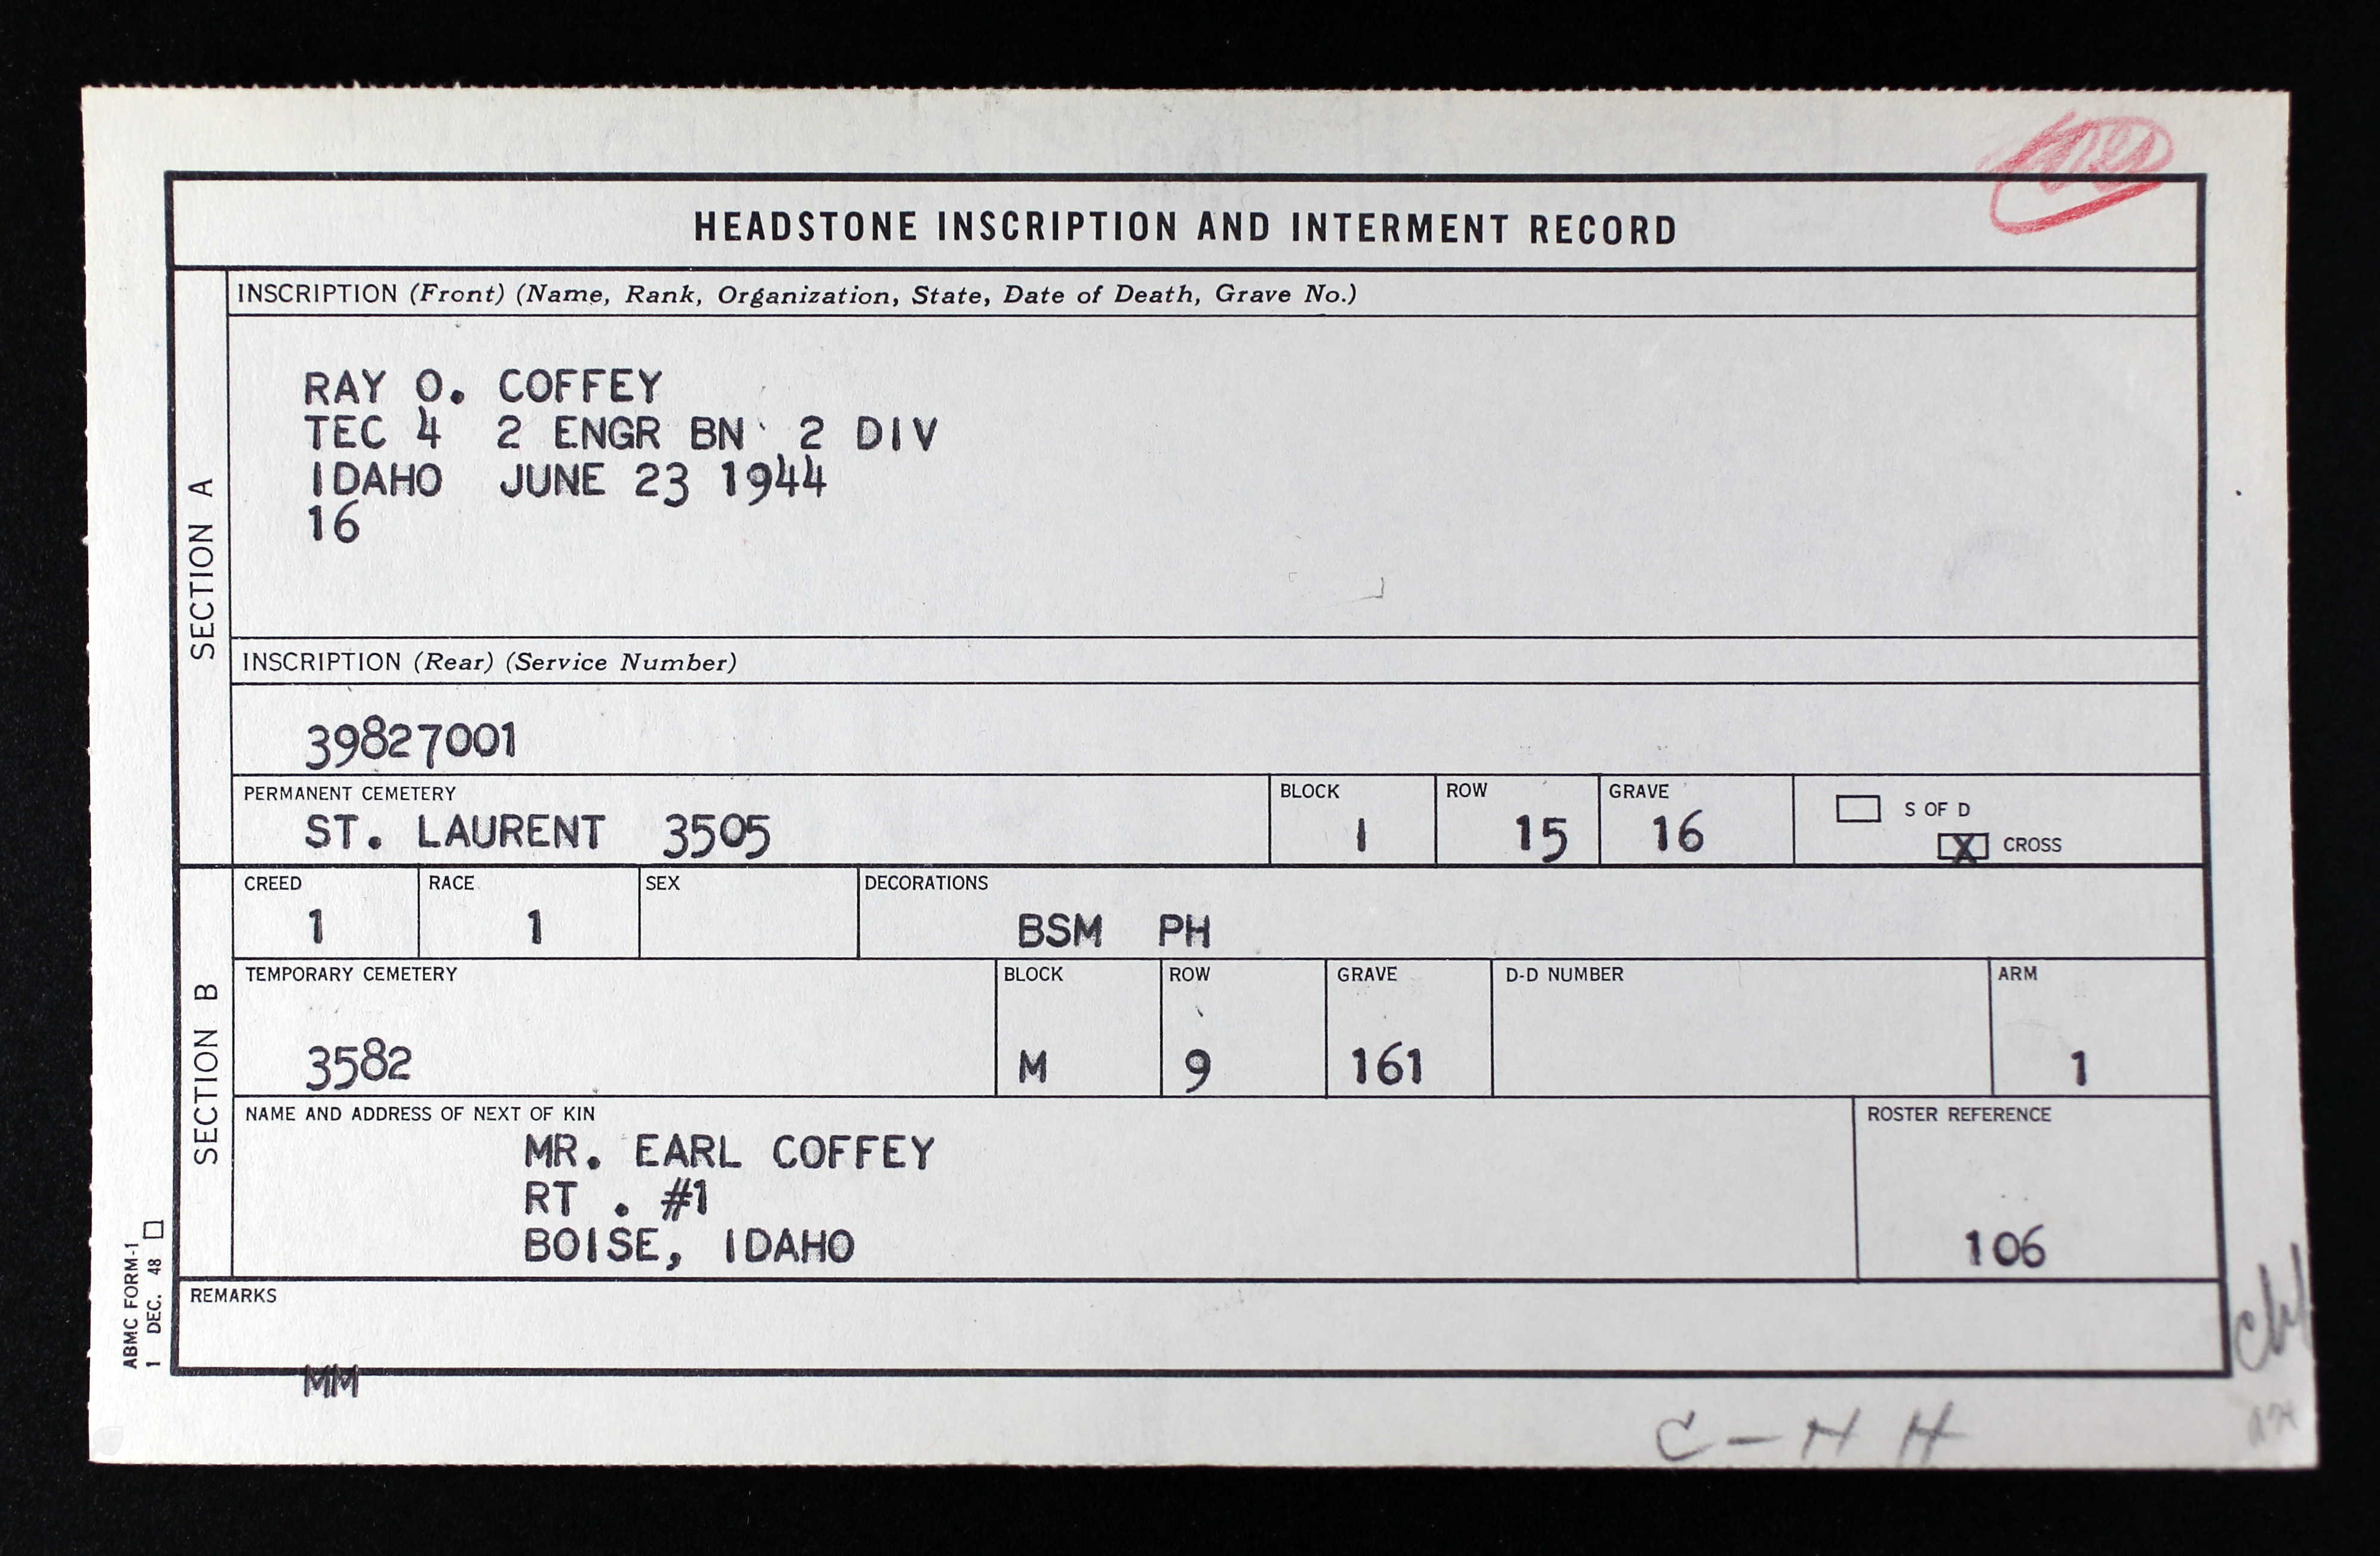 HEADSTONE INSCRIPTION AND INTERMENT RECORD
SECTION A
INSCRIPTION (Front) (Name, Rank, Organization, State, Date of Death, Grave No.)
RAY O. COFFEY
TEC 4 2 ENGR BN 2 DIV
IDAHO JUNE 23 1944
16
INSCRIPTION (Rear) (Service Number)
39827001
PERMANENT CEMETERY BLOCK ROW GRAVE S OF D
ST. LAURENT 3505 1 15 16 X CROSS
SECTION B
CREED RACE SEX DECORATIONS
1 1 BSM PH
TEMPORARY CEMETERY BLOCK ROW GRAVE D-D NUMBER ARM
3582 M 9 161 1
NAME AND ADDRESS OF NEXT OF KIN ROSTER REFERENCE
MR. EARL COFFEY
RT . #1
BOISE, IDAHO 106
REMARKS
ABMC FORM-1
1 DEC. 48
MM
C - N H